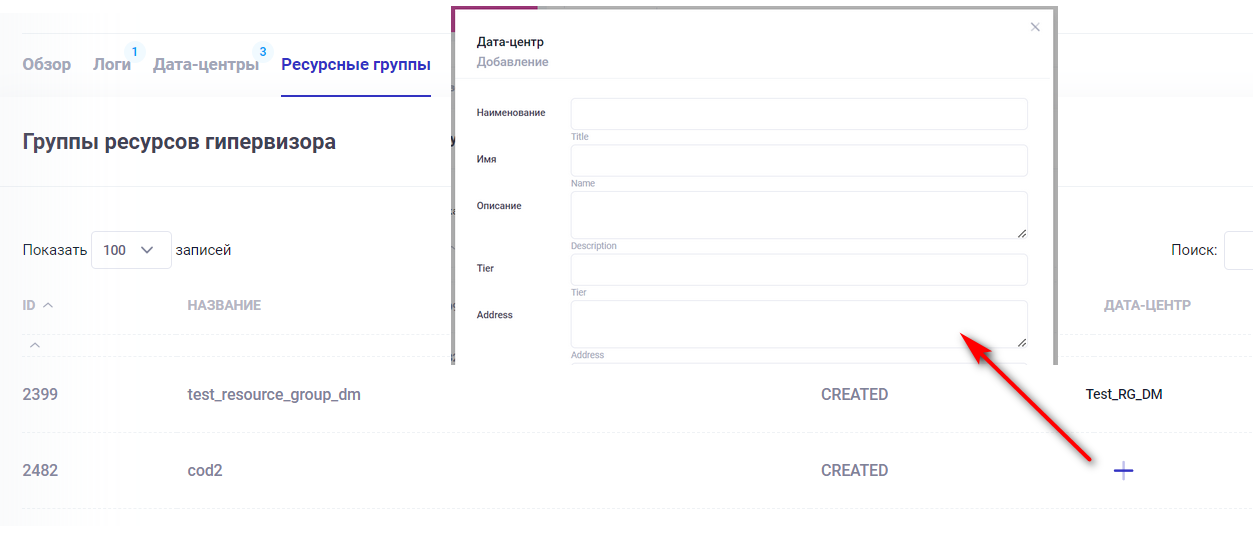 Обзор Логи 1 Дата-центры 3 Ресурсные группы
Группы ресурсов гипервизора
Показать 100 записей
Поиск:
ID НАЗВАНИЕ ДАТА-ЦЕНТР
2399 test_resource_group_dm CREATED Test_RG_DM
2482 cod2 CREATED
Дата-центр
Добавление
Наименование
Title
Имя
Name
Описание
Description
Tier
Tier
Address
Address